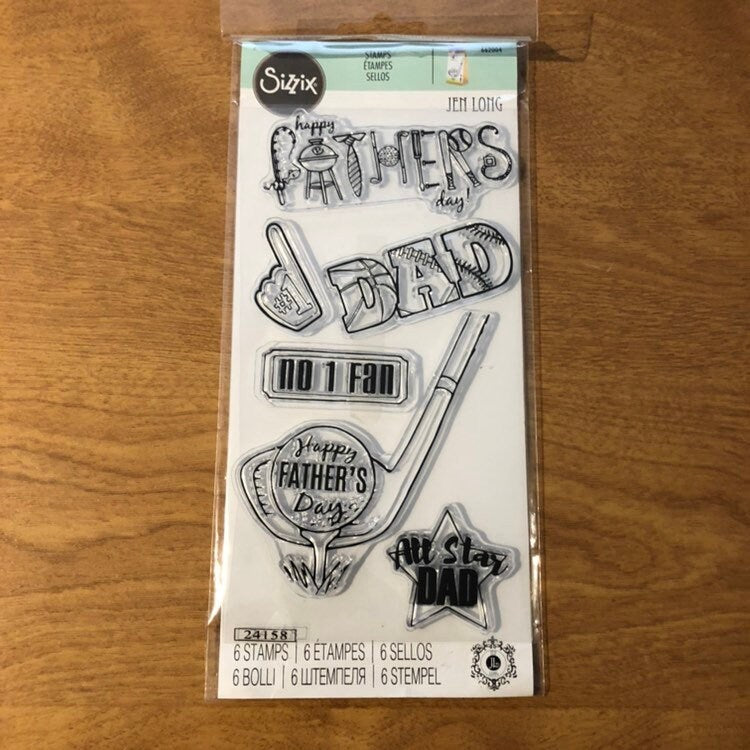 Sizzix
STAMPS
ÉTAMPES
SELLOS
662004
JEN LONG
happy
FATHERS
day!
#1
DAD
no 1 Fan
Happy
FATHER'S
Day
All Star
DAD
24158
6 STAMPS | 6 ÉTAMPES | 6 SELLOS
6 BOLLI | 6 ШТЕМПЕЛЯ | 6 STEMPEL